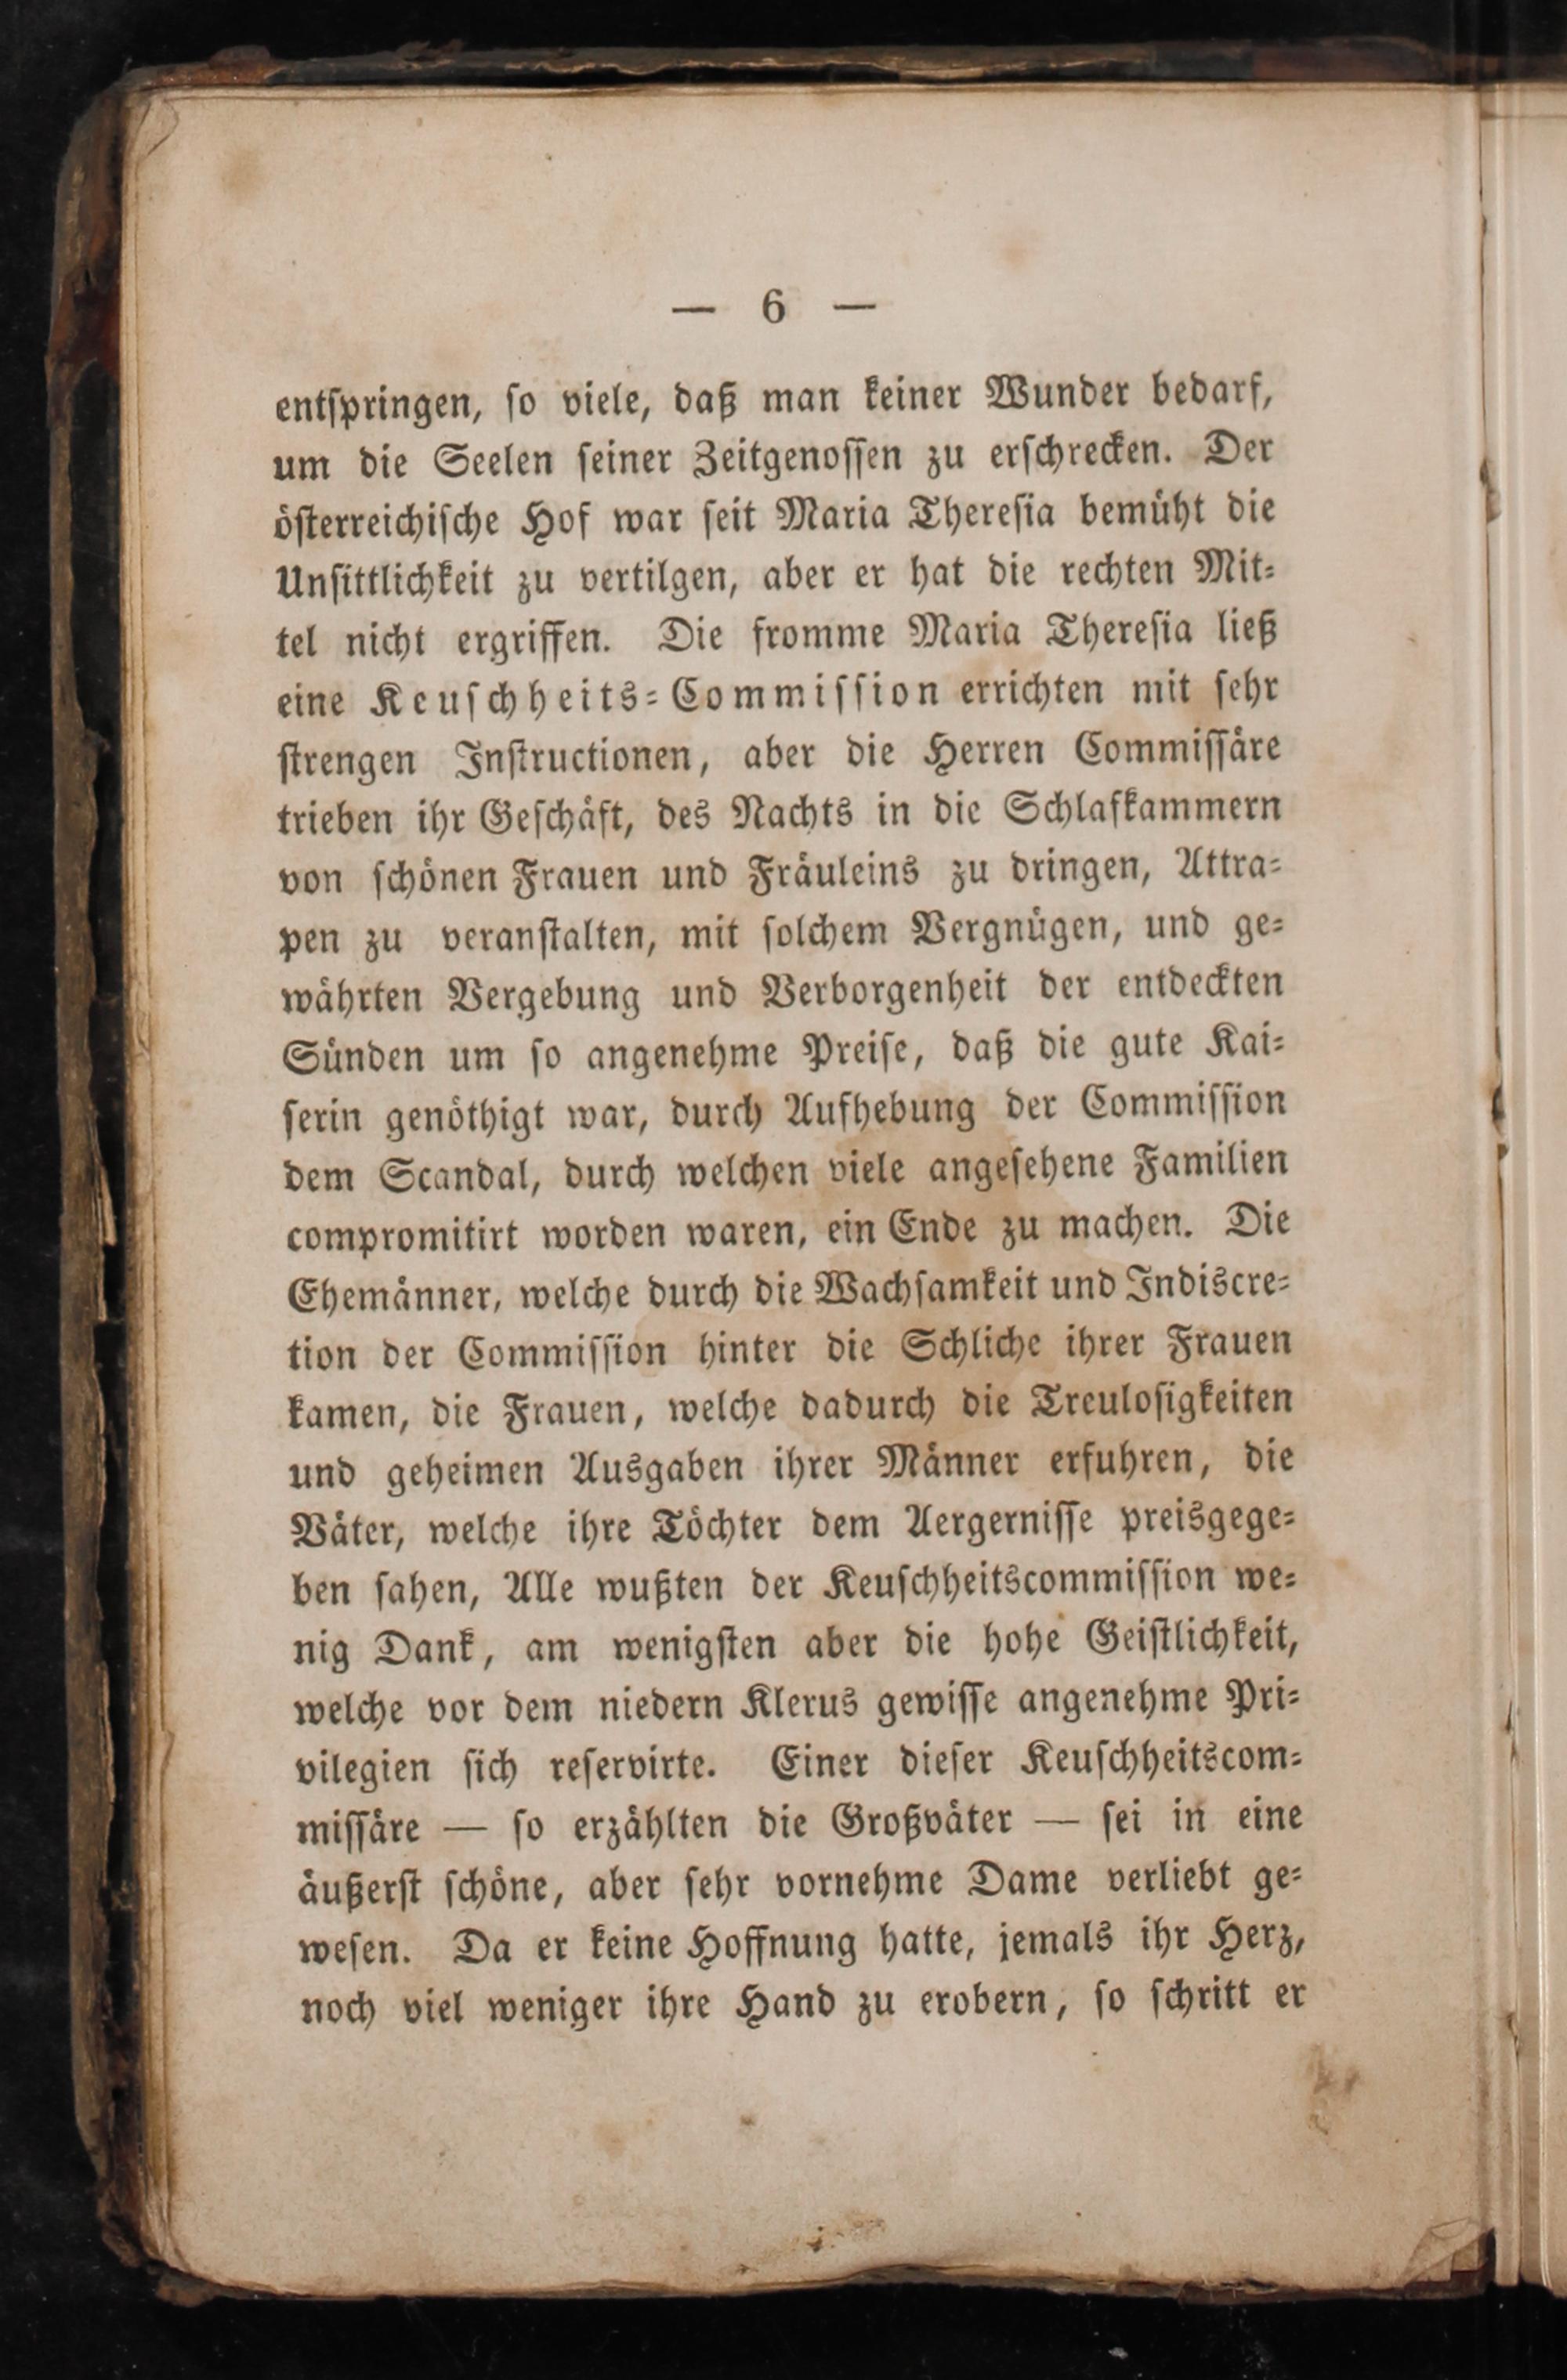 — 6 —
entſpringen, ſo viele, daß man keiner Wunder bedarf,
um die Seelen ſeiner Zeitgenoſſen zu erſchrecken. Der
öſterreichiſche Hof war ſeit Maria Thereſia bemüht die
Unſittlichkeit zu vertilgen, aber er hat die rechten Mit⸗
tel nicht ergriffen. Die fromme Maria Thereſia ließ
eine Keuſchheits⸗Commiſſion errichten mit ſehr
ſtrengen Inſtructionen, aber die Herren Commiſſäre
trieben ihr Geſchäft, des Nachts in die Schlafkammern
von ſchönen Frauen und Fräuleins zu dringen, Attra⸗
pen zu veranſtalten, mit ſolchem Vergnügen, und ge⸗
währten Vergebung und Verborgenheit der entdeckten
Sünden um ſo angenehme Preiſe, daß die gute Kai⸗
ſerin genöthigt war, durch Aufhebung der Commiſſion
dem Scandal, durch welchen viele angeſehene Familien
compromitirt worden waren, ein Ende zu machen. Die
Ehemänner, welche durch die Wachſamkeit und Indiscre⸗
tion der Commiſſion hinter die Schliche ihrer Frauen
kamen, die Frauen, welche dadurch die Treuloſigkeiten
und geheimen Ausgaben ihrer Männer erfuhren, die
Väter, welche ihre Töchter dem Aergerniſſe preisgege⸗
ben ſahen, Alle wußten der Keuſchheitscommiſſion we⸗
nig Dank, am wenigſten aber die hohe Geiſtlichkeit,
welche vor dem niedern Klerus gewiſſe angenehme Pri⸗
vilegien ſich reſervirte. Einer dieſer Keuſchheitscom⸗
miſſäre — ſo erzählten die Großväter — ſei in eine
äußerſt ſchöne, aber ſehr vornehme Dame verliebt ge⸗
weſen. Da er keine Hoffnung hatte, jemals ihr Herz,
noch viel weniger ihre Hand zu erobern, ſo ſchritt er